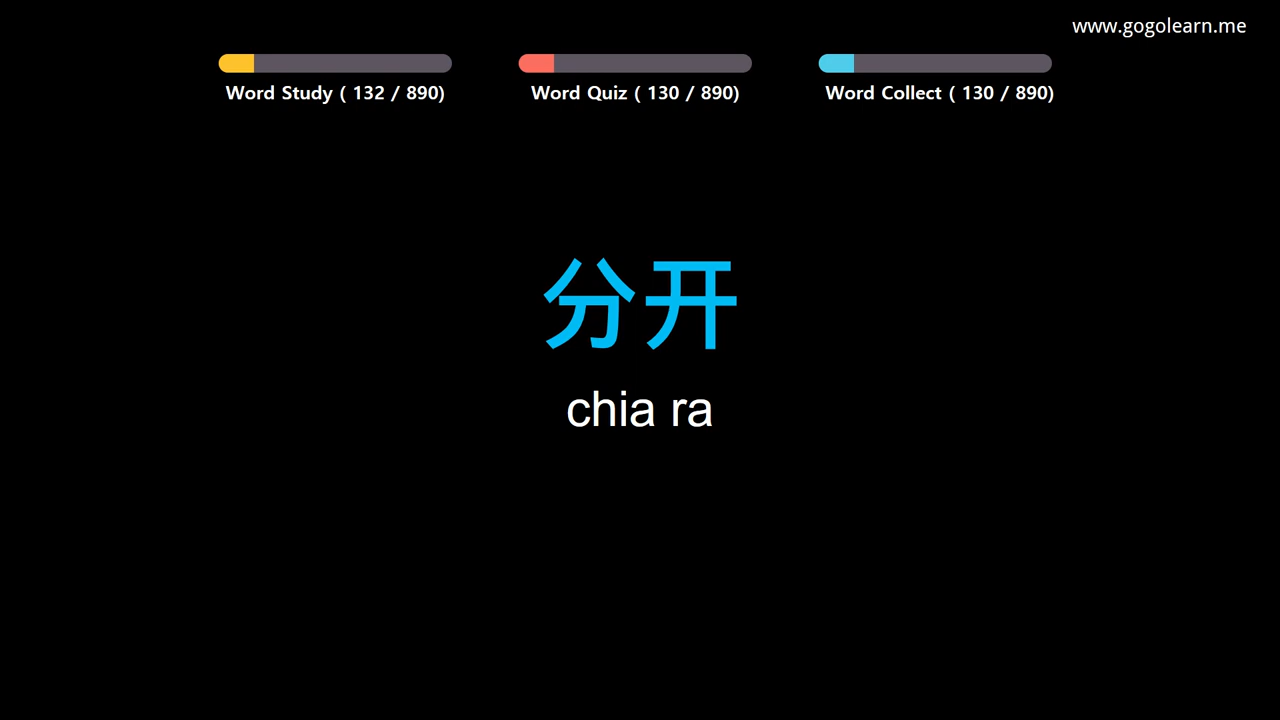 www.gogolearn.me
Word Study ( 132 / 890)
Word Quiz ( 130 / 890)
Word Collect ( 130 / 890)
分开
chia ra